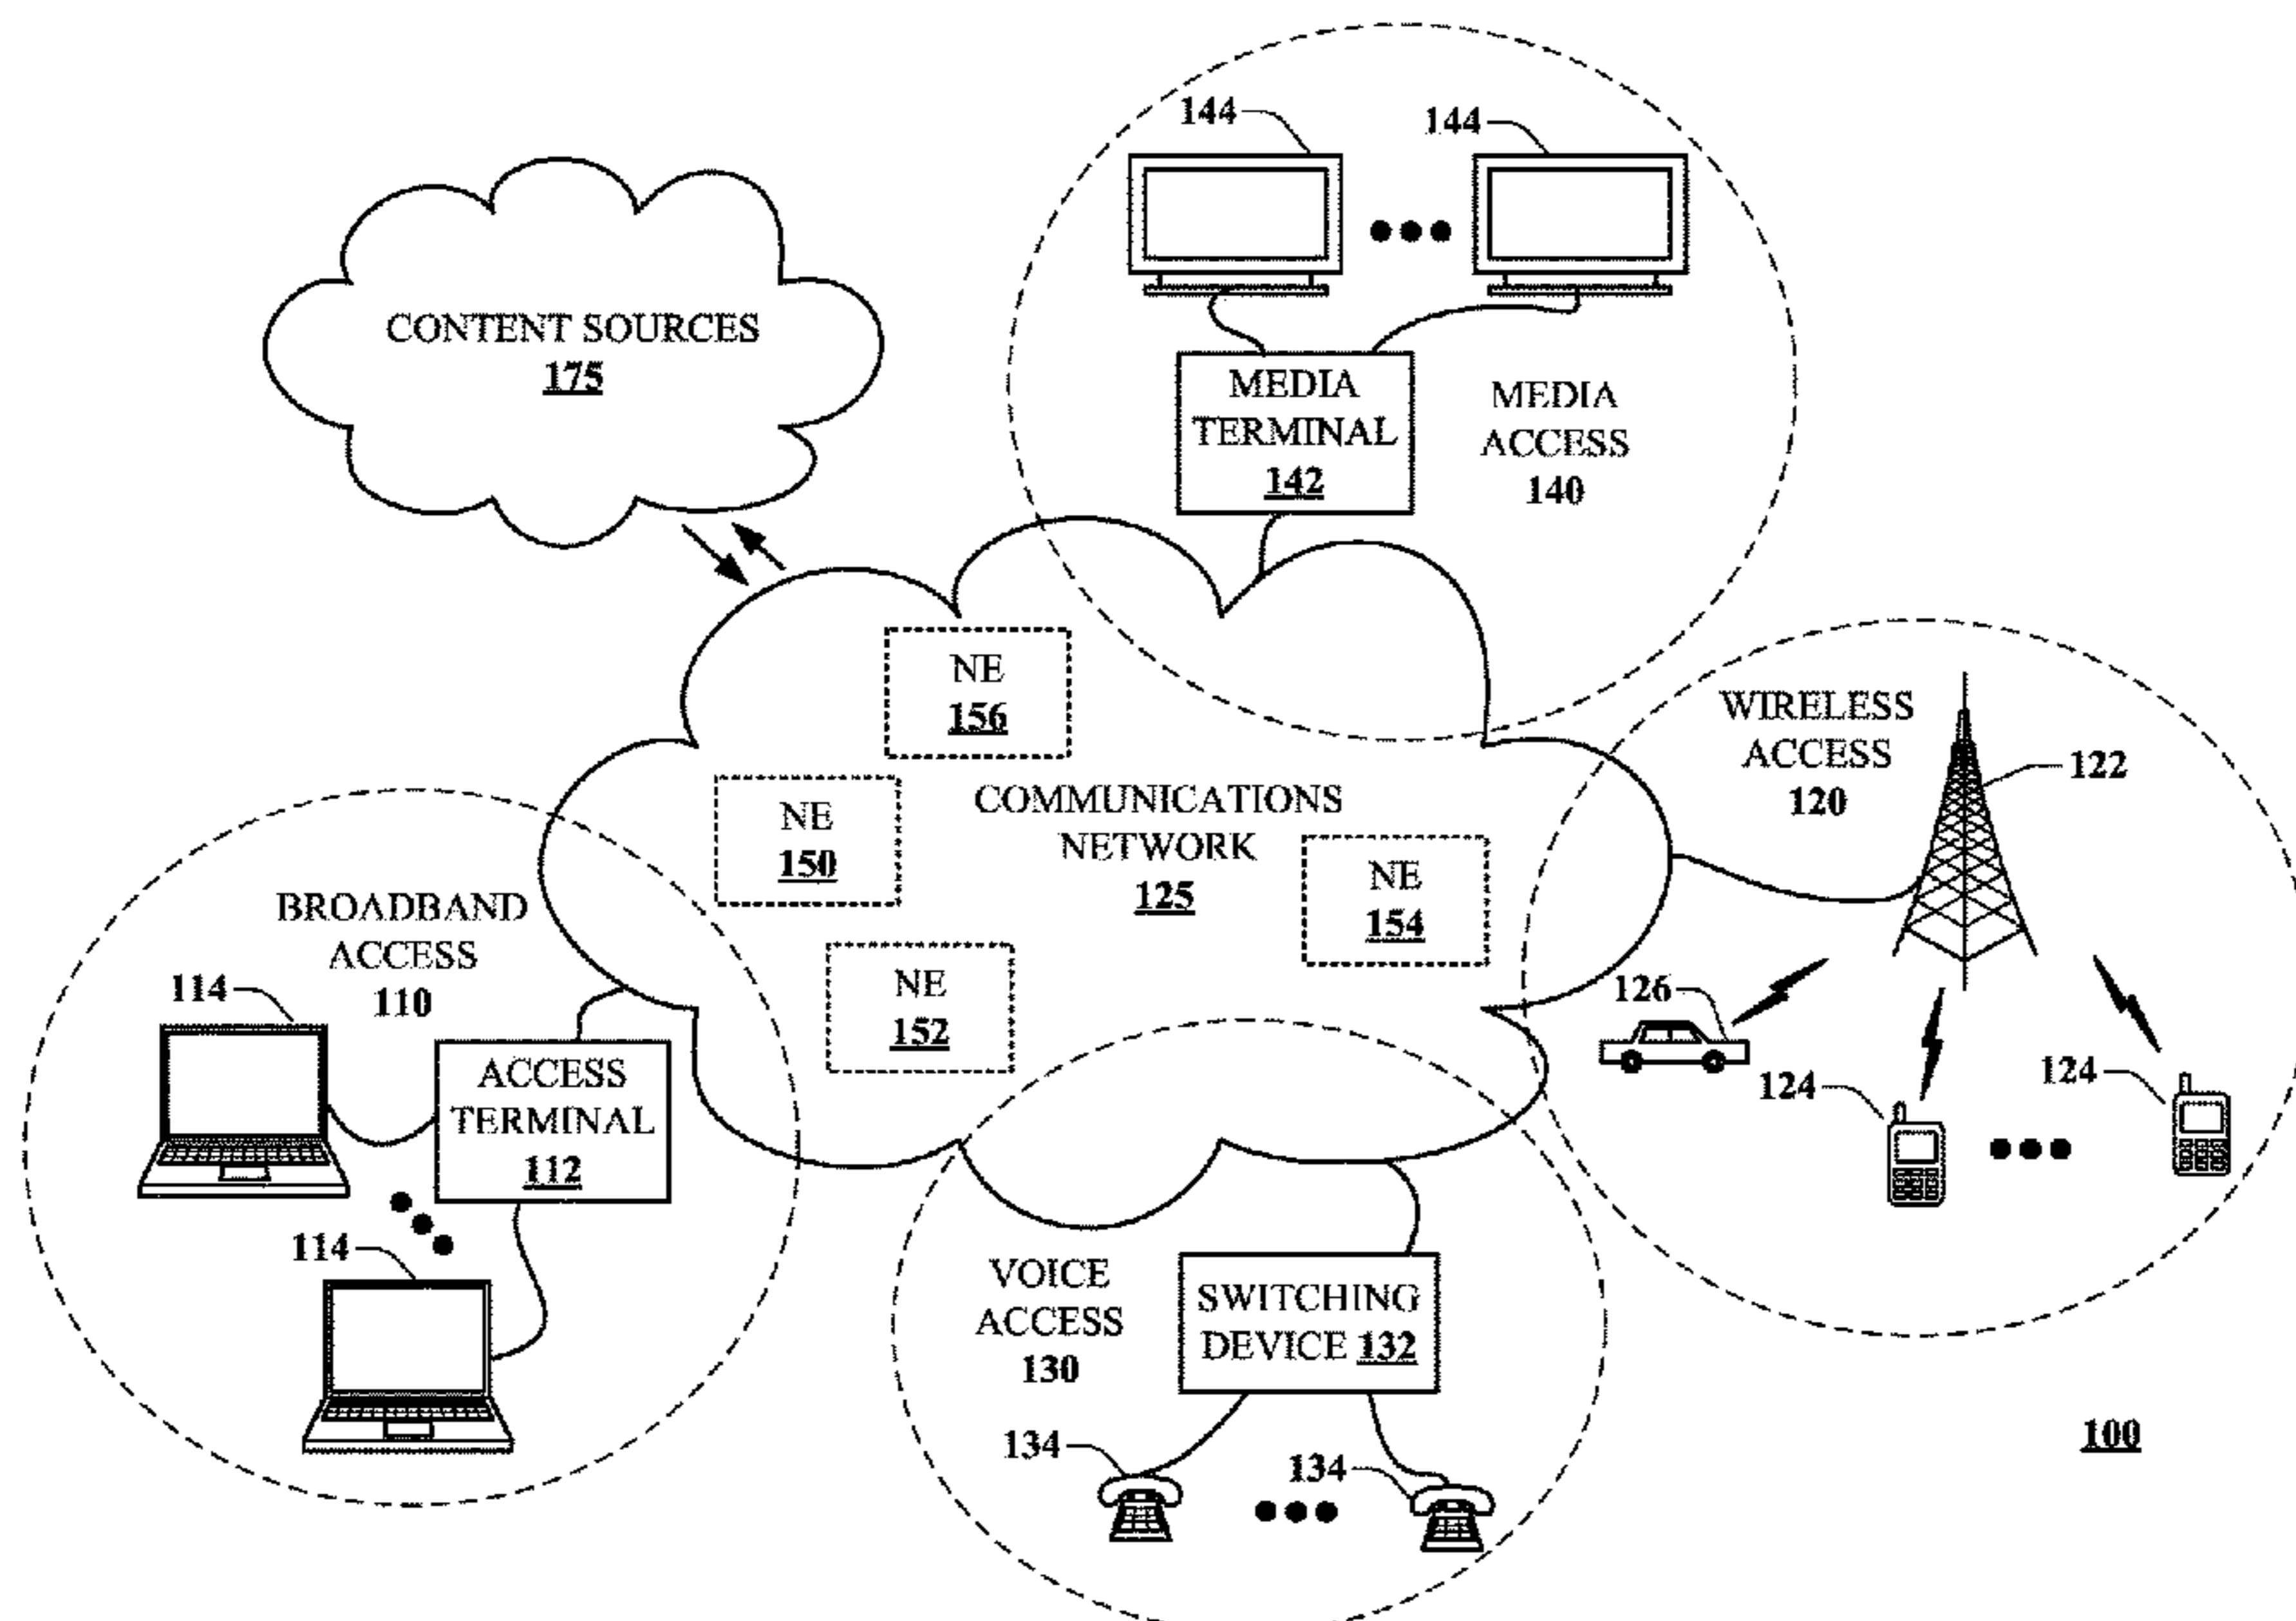 144
144
CONTENT SOURCES
175
MEDIA
TERMINAL
142
MEDIA
ACCESS
140
NE
156
WIRELESS
ACCESS
120
122
NE
150
COMMUNICATIONS
NETWORK
125
NE
154
BROADBAND
ACCESS
110
114
NE
152
126
124
124
ACCESS
TERMINAL
112
114
VOICE
ACCESS
130
SWITCHING
DEVICE 132
134
134
100